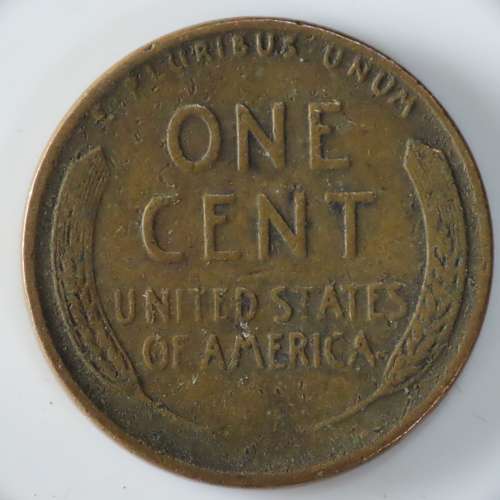 E PLURIBUS UNUM
ONE
CENT
UNITED STATES
OF AMERICA